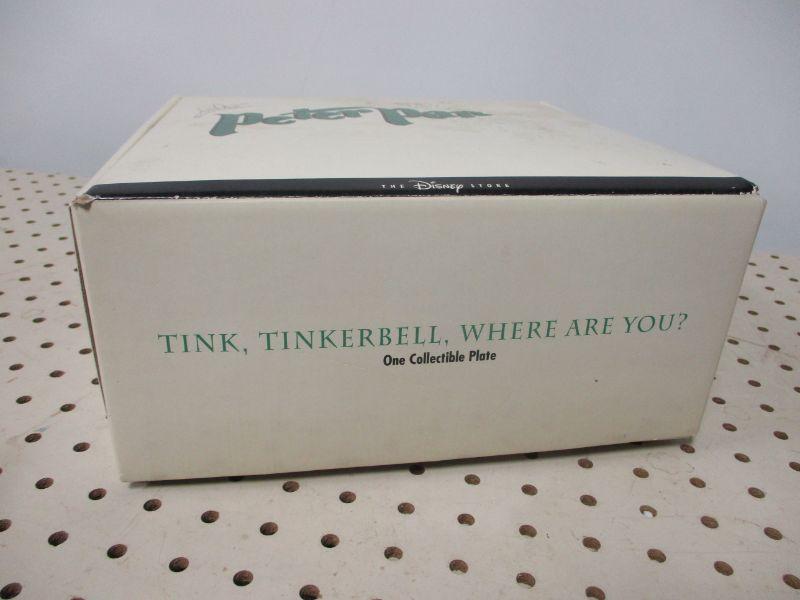 Peter Pan
THE Disney STORE
TINK, TINKERBELL, WHERE ARE YOU?
One Collectible Plate